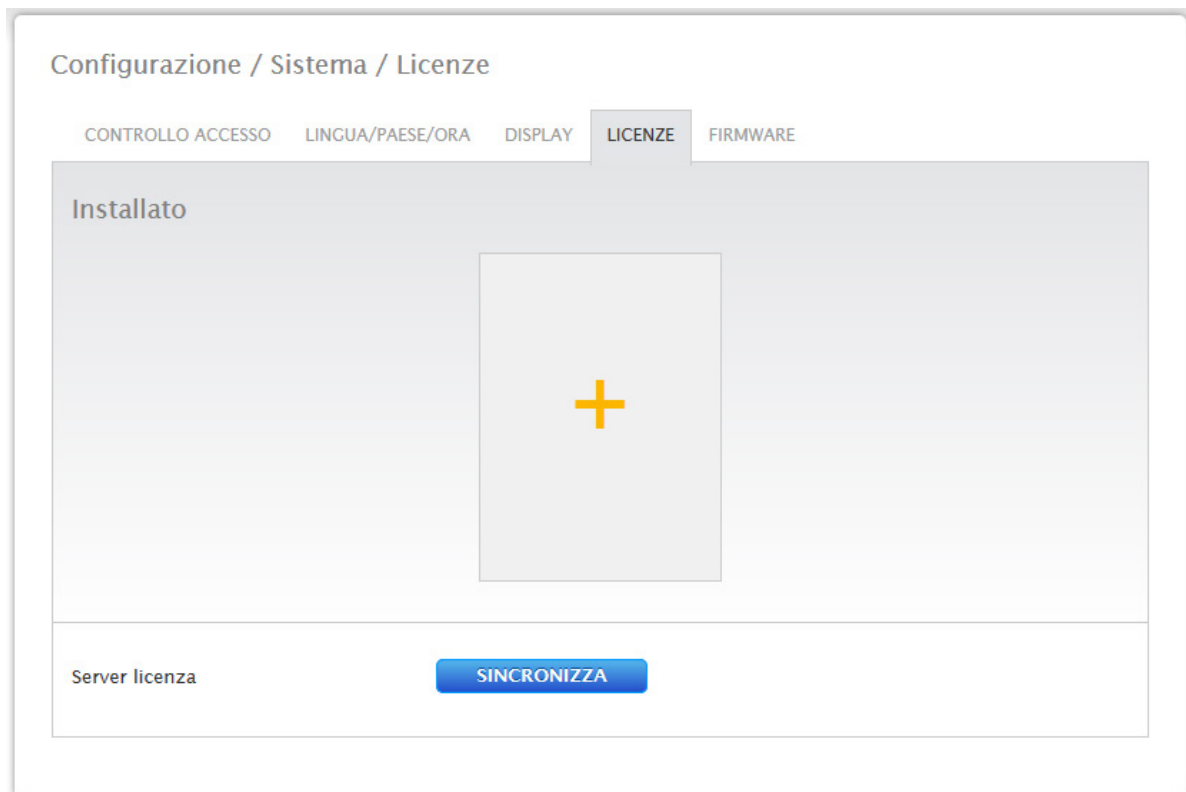 Configurazione / Sistema / Licenze
CONTROLLO ACCESSO LINGUA/PAESE/ORA DISPLAY LICENZE FIRMWARE
Installato
Server licenza SINCRONIZZA